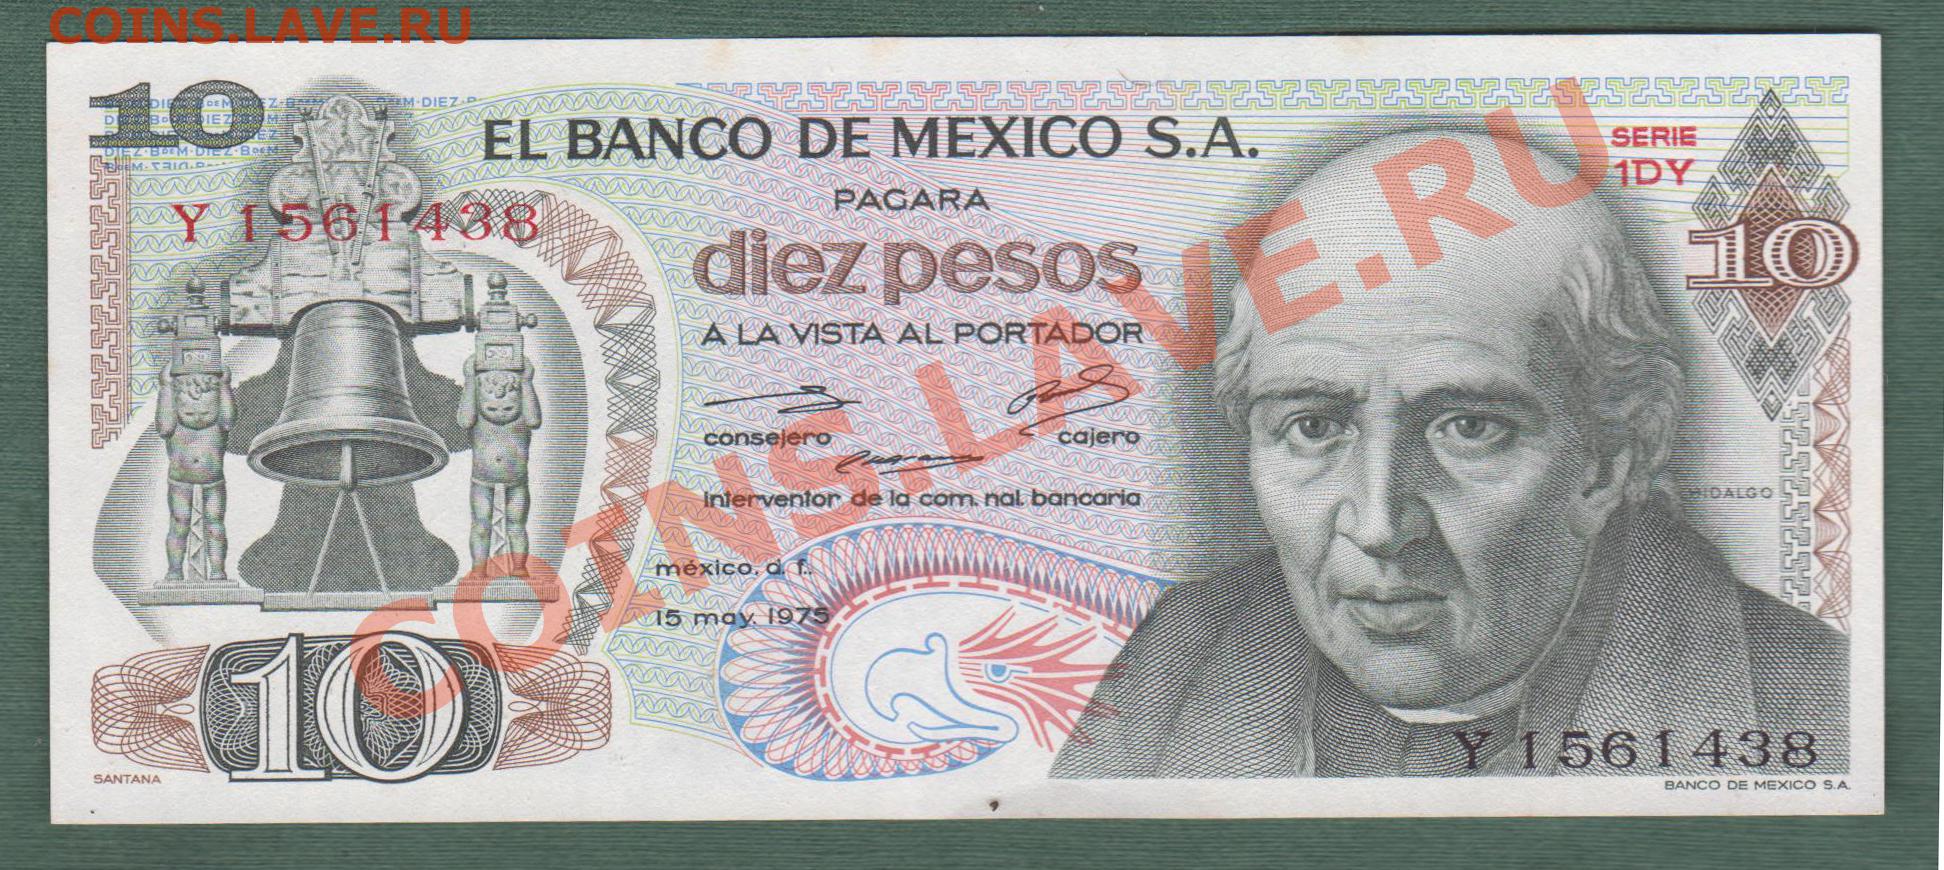 COINS.LAVE.RU
10
EL BANCO DE MEXICO S.A.
SERIE
1DY
PAGARA
Y 1561438
diez pesos
10
A LA VISTA AL PORTADOR
consejero cajero
interventor de la com. nal. bancaria
HIDALGO
méxico, d. f.,
15 may. 1975
COINS.LAVE.RU
10
Y 1561438
SANTANA
BANCO DE MEXICO S.A.